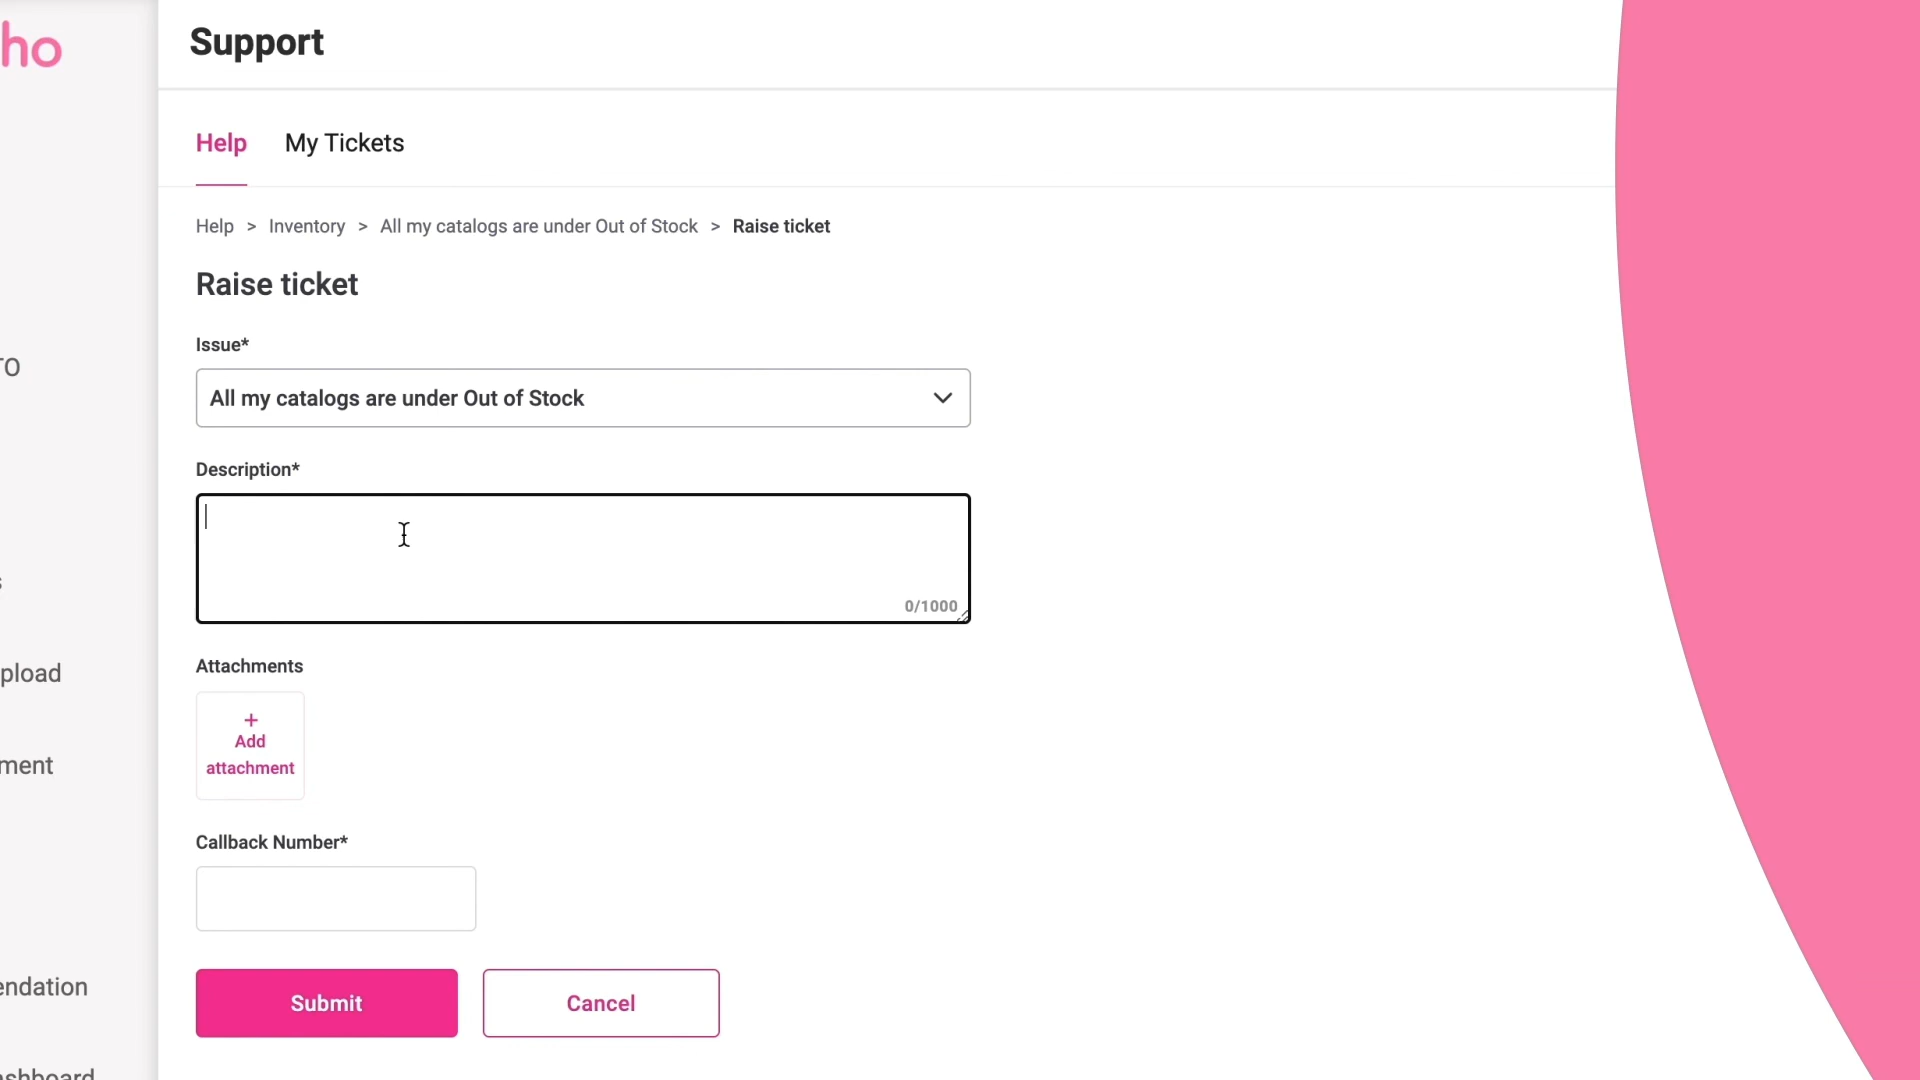 ho
Support
Help
My Tickets
Help > Inventory > All my catalogs are under Out of Stock > Raise ticket
Raise ticket
Issue*
TO
All my catalogs are under Out of Stock
Description*
0/1000
s
Attachments
pload
+
Add
attachment
ment
Callback Number*
endation
Submit
Cancel
ashboard